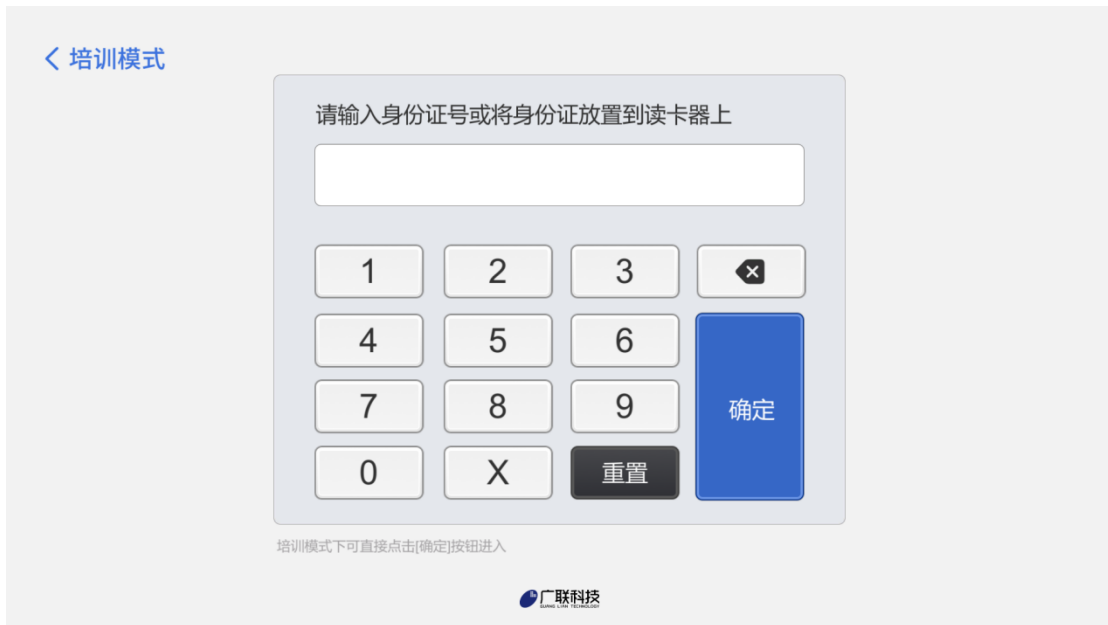 培训模式
请输入身份证号或将身份证放置到读卡器上
1 2 3
4 5 6
7 8 9 确定
0 X 重置
培训模式下可直接点击[确定]按钮进入
广联科技
GUANG LIAN TECHNOLOGY